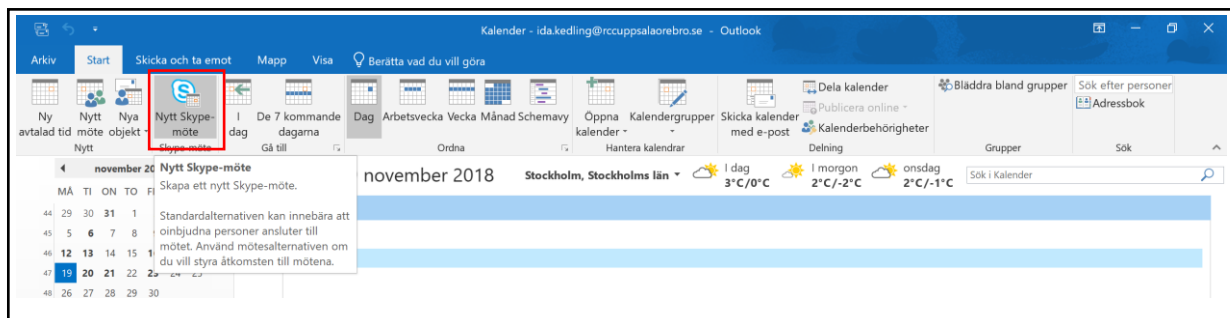 Kalender - ida.kedling@rccuppsalaorebro.se - Outlook
Arkiv Start Skicka och ta emot Mapp Visa Berätta vad du vill göra
Ny avtalad tid
Nytt möte
Nya objekt
Nytt
Nytt Skype-möte
Skype-möte
I dag
De 7 kommande dagarna
Gå till
Dag Arbetsvecka Vecka Månad Schemavy
Ordna
Öppna kalender
Kalendergrupper
Hantera kalendrar
Skicka kalender med e-post
Dela kalender
Publicera online
Kalenderbehörigheter
Delning
Bläddra bland grupper
Grupper
Sök efter personer
Adressbok
Sök
november 20
MÅ TI ON TO
44 29 30 31 1
45 5 6 7 8
46 12 13 14 15
47 19 20 21 22 23 24 25
48 26 27 28 29 30
Nytt Skype-möte
Skapa ett nytt Skype-möte.
Standardalternativen kan innebära att
oinbjudna personer ansluter till
mötet. Använd mötesalternativen om
du vill styra åtkomsten till mötena.
november 2018
Stockholm, Stockholms län
I dag
3°C/0°C
I morgon
2°C/-2°C
onsdag
2°C/-1°C
Sök i Kalender